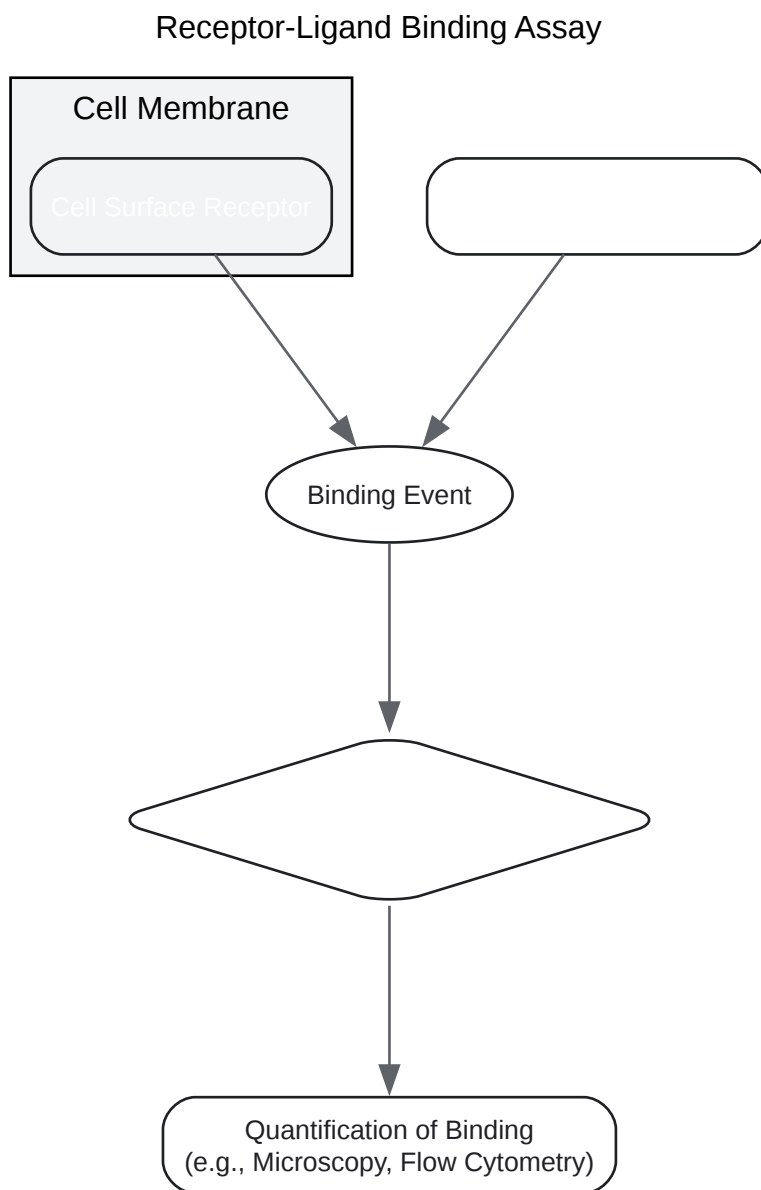 Receptor-Ligand Binding Assay
Cell Membrane
Cell Surface Receptor
Binding Event
Quantification of Binding
(e.g., Microscopy, Flow Cytometry)